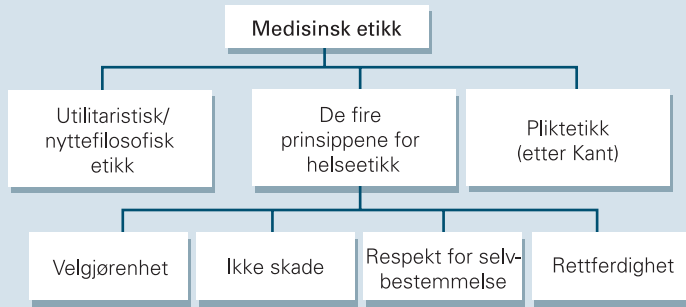 Medisinsk etikk
Utilitaristisk/
nyttefilosofisk
etikk
De fire
prinsippene for
helseetikk
Pliktetikk
(etter Kant)
Velgjørenhet
Ikke skade
Respekt for selv-
bestemmelse
Rettferdighet